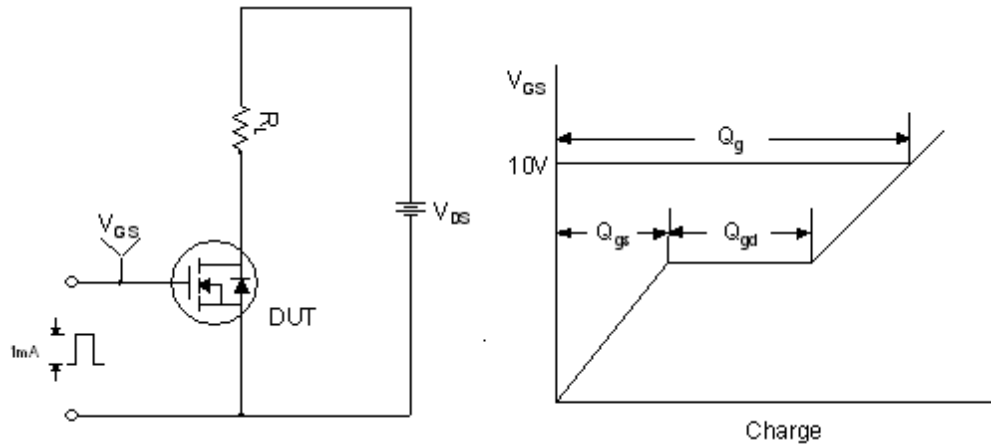 R_L
V_DS
V_GS
DUT
1mA
V_GS
Q_g
10V
Q_gs
Q_gd
Charge